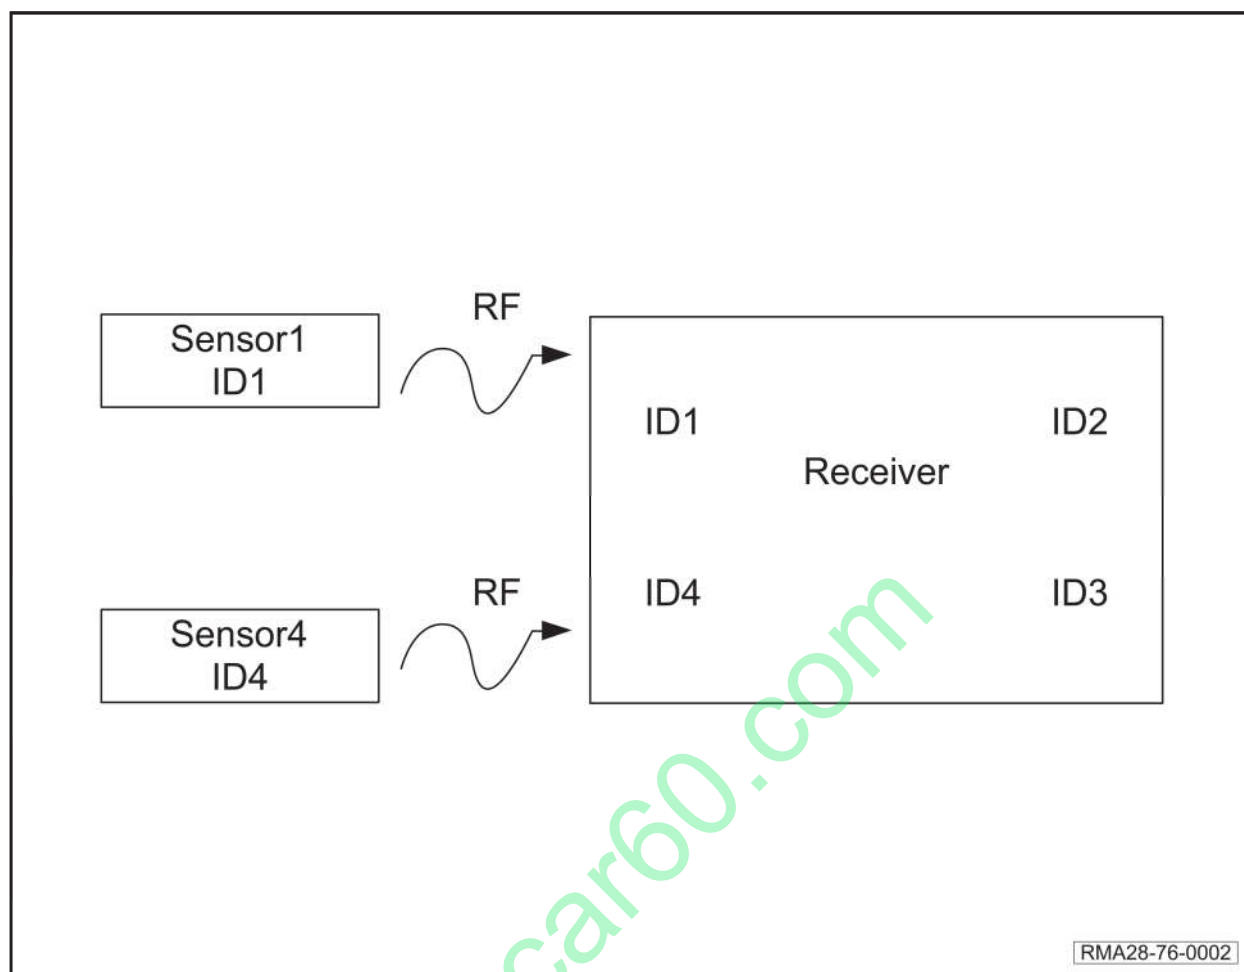 RF
Sensor1
ID1
ID1
ID2
Receiver
RF
ID4
ID3
Sensor4
ID4
car60.com
RMA28-76-0002